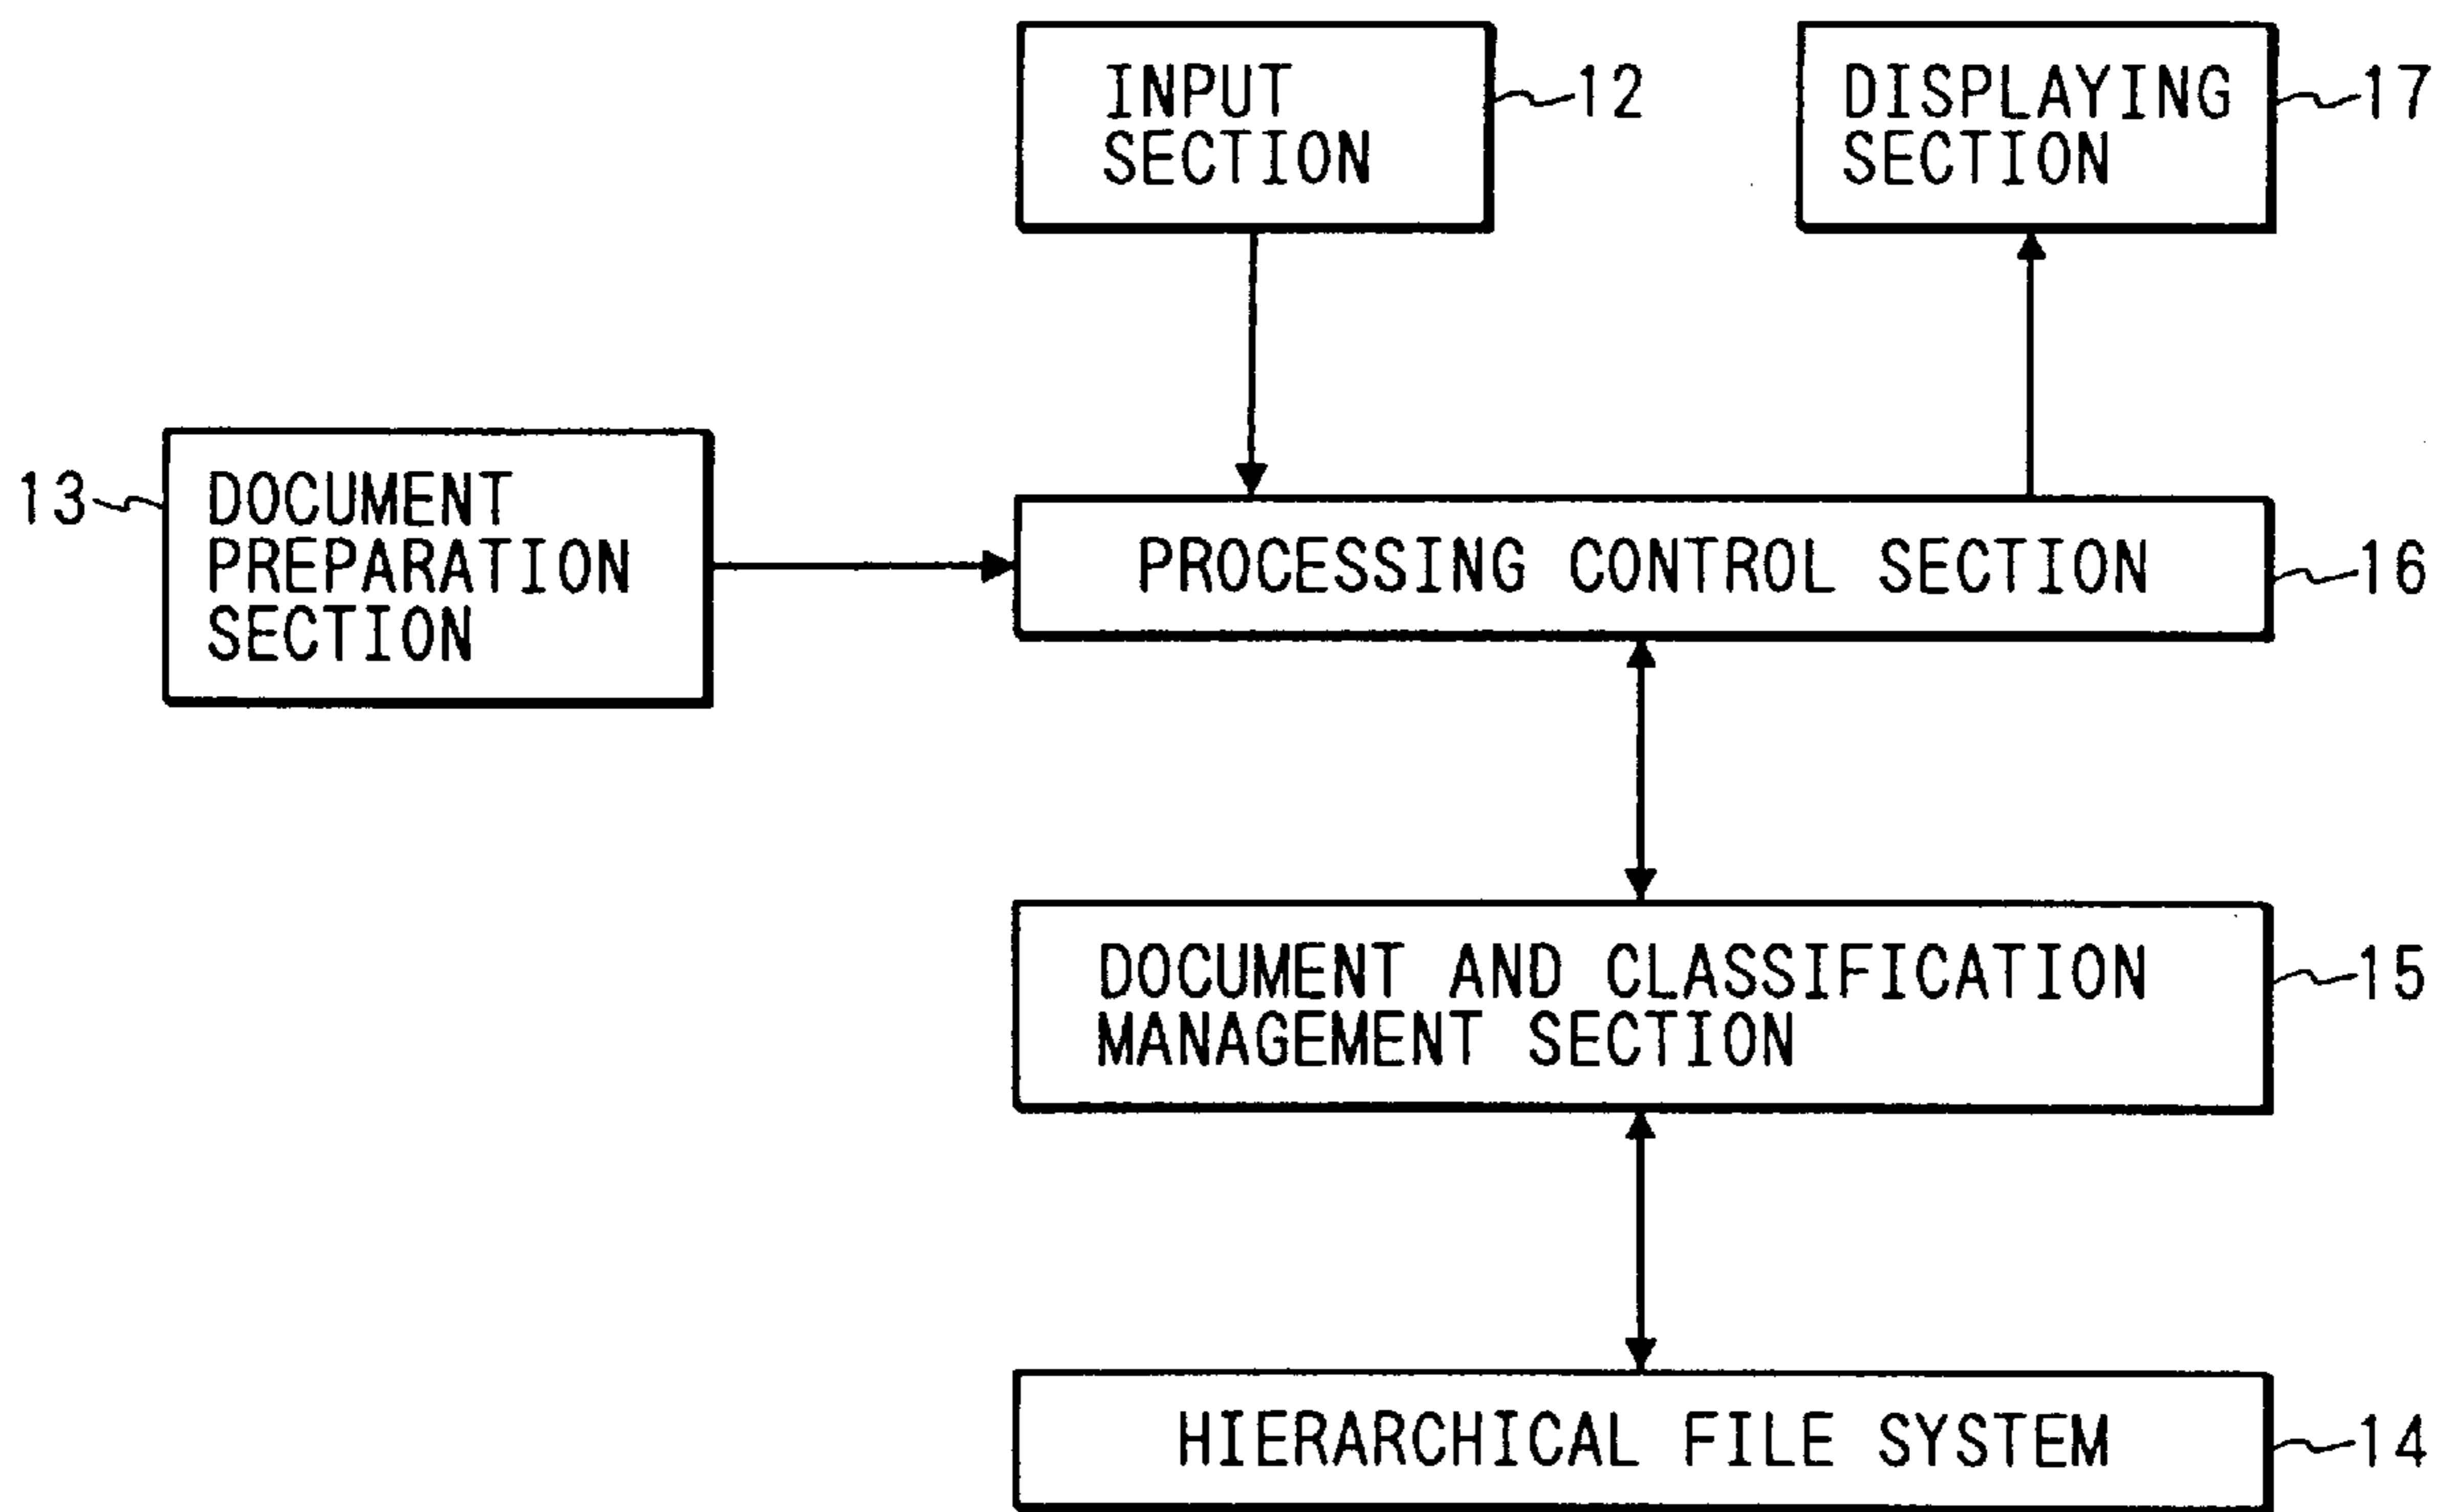 INPUT
SECTION
12
DISPLAYING
SECTION
17
13
DOCUMENT
PREPARATION
SECTION
PROCESSING CONTROL SECTION
16
DOCUMENT AND CLASSIFICATION
MANAGEMENT SECTION
15
HIERARCHICAL FILE SYSTEM
14